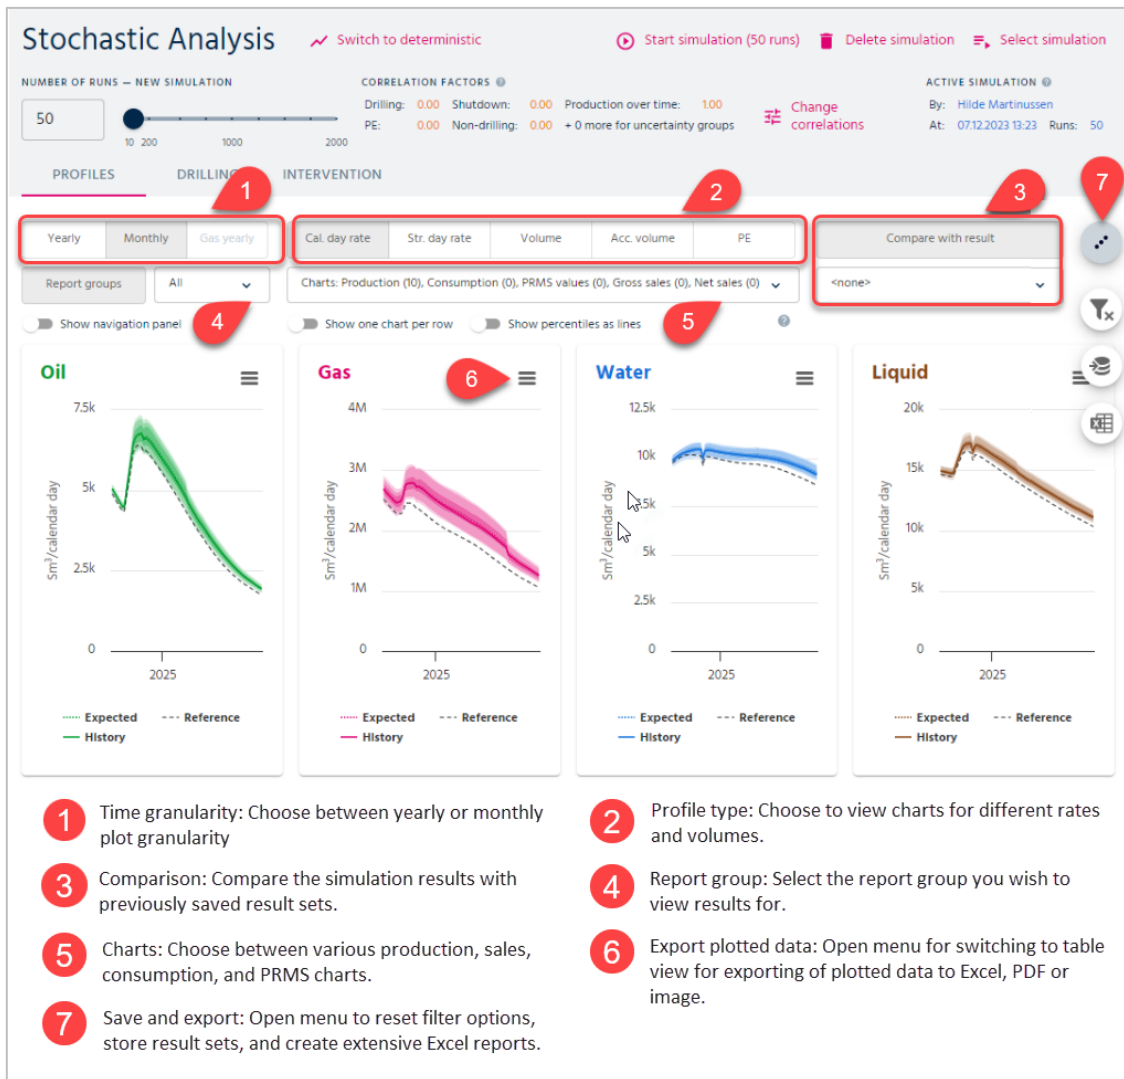 Stochastic Analysis
Switch to deterministic
Start simulation (50 runs)
Delete simulation
Select simulation
NUMBER OF RUNS — NEW SIMULATION
50
10 200 1000 2000
CORRELATION FACTORS
Drilling: 0.00 Shutdown: 0.00 Production over time: 1.00
PE: 0.00 Non-drilling: 0.00 + 0 more for uncertainty groups
Change
correlations
ACTIVE SIMULATION
By: Hilde Martinussen
At: 07.12.2023 13:23 Runs: 50
PROFILES
INTERVENTION
1
2
3
7
Yearly Monthly Gas yearly
Cal. day rate Str. day rate Volume Acc. volume PE
Compare with result
Report groups
All
Charts: Production (10), Consumption (0), PRMS values (0), Gross sales (0), Net sales (0)
<none>
Show navigation panel
4
Show one chart per row
Show percentiles as lines
5
Oil
7.5k
5k
2.5k
0
Sm³/calendar day
2025
Expected Reference
History
Gas
6
4M
3M
2M
1M
0
Sm³/calendar day
2025
Expected Reference
History
Water
12.5k
10k
5k
2.5k
0
Sm³/calendar day
2025
Expected Reference
History
Liquid
20k
15k
10k
5k
0
Sm³/calendar day
2025
Expected Reference
History
1
Time granularity: Choose between yearly or monthly
plot granularity
2
Profile type: Choose to view charts for different rates
and volumes.
3
Comparison: Compare the simulation results with
previously saved result sets.
4
Report group: Select the report group you wish to
view results for.
5
Charts: Choose between various production, sales,
consumption, and PRMS charts.
6
Export plotted data: Open menu for switching to table
view for exporting of plotted data to Excel, PDF or
image.
7
Save and export: Open menu to reset filter options,
store result sets, and create extensive Excel reports.